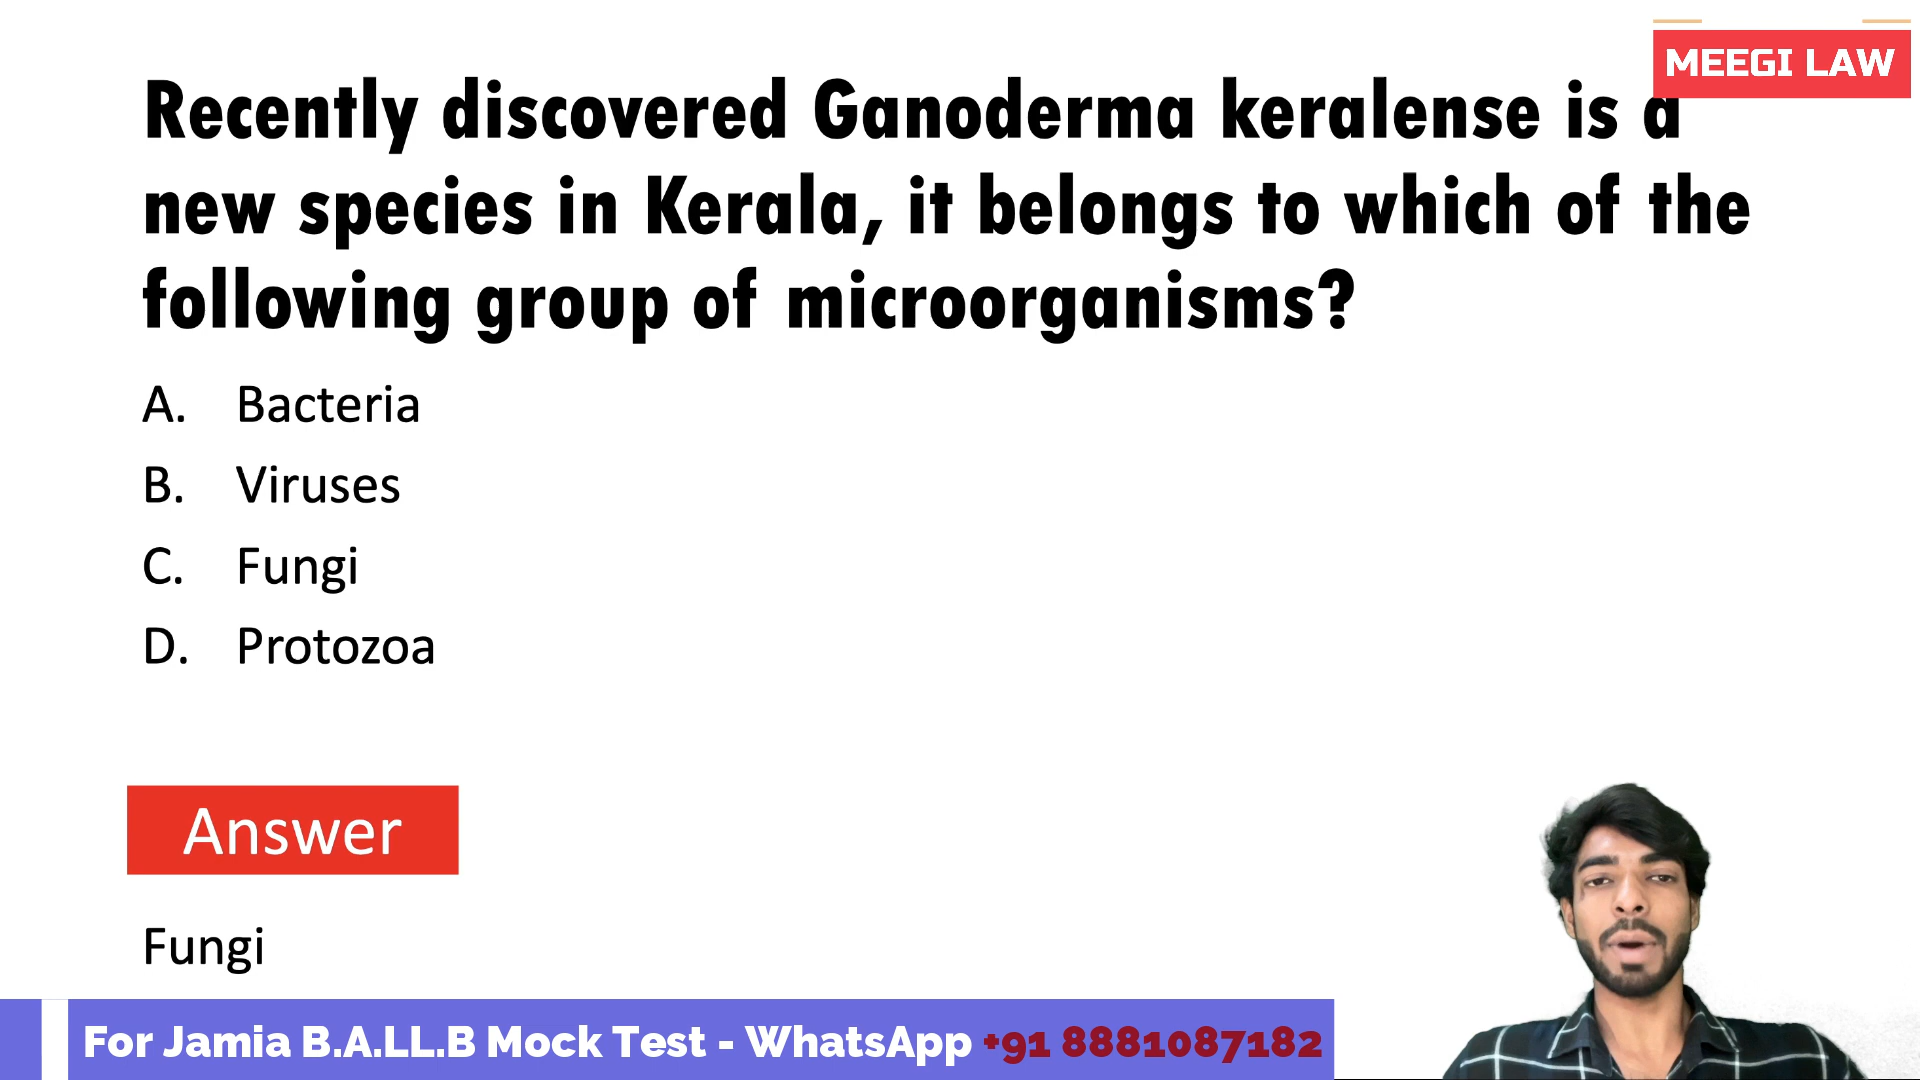 MEEGI LAW
Recently discovered Ganoderma keralense is a
new species in Kerala, it belongs to which of the
following group of microorganisms?
A. Bacteria
B. Viruses
C. Fungi
D. Protozoa
Answer
Fungi
For Jamia B.A.LL.B Mock Test - WhatsApp +91 8881087182